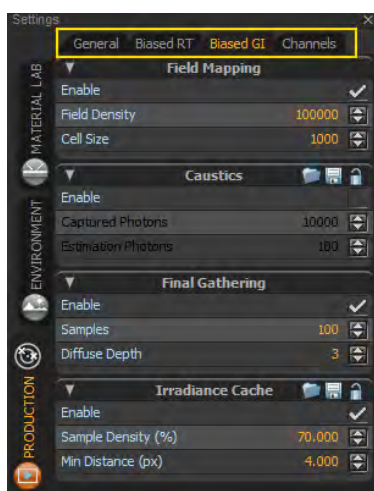 Settings
General Biased RT Biased GI Channels
MATERIAL LAB
ENVIRONMENT
PRODUCTION
Field Mapping
Enable
Field Density 100000
Cell Size 1000
Caustics
Enable
Captured Photons 10000
Estimation Photons 100
Final Gathering
Enable
Samples 100
Diffuse Depth 3
Irradiance Cache
Enable
Sample Density (%) 70.000
Min Distance (px) 4.000